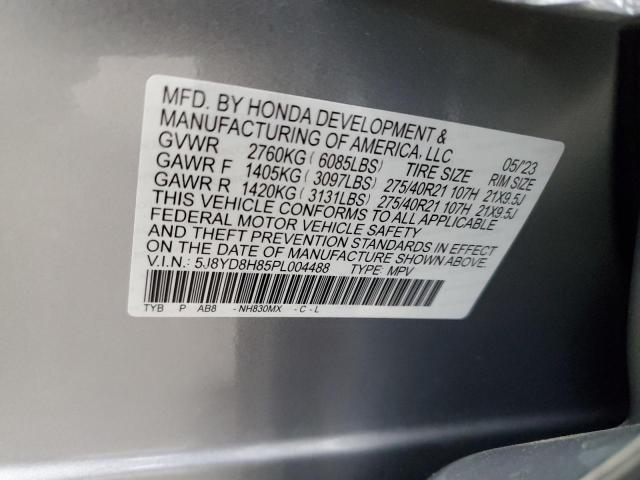 MFD. BY HONDA DEVELOPMENT &
MANUFACTURING OF AMERICA, LLC 05/'23
GVWR 2760KG ( 6085LBS) TIRE SIZE RIM SIZE
GAWR F 1405KG ( 3097LBS) 275/40R21 107H 21X9.5J
GAWR R 1420KG ( 3131LBS) 275/40R21 107H 21X9.5J
THIS VEHICLE CONFORMS TO ALL APPLICABLE
FEDERAL MOTOR VEHICLE SAFETY
AND THEFT PREVENTION STANDARDS IN EFFECT
ON THE DATE OF MANUFACTURE SHOWN ABOVE.
V.I.N.: 5J8YD8H85PL004488 TYPE: MPV
TYB P AB8 -NH830MX -C-L